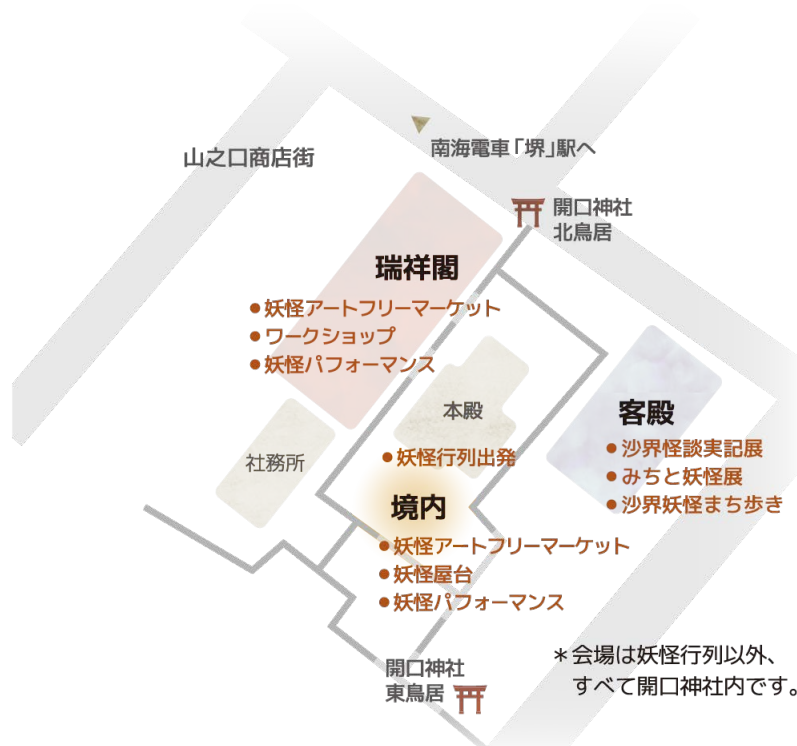 南海電車「堺」駅へ
山之口商店街
開口神社
北鳥居
瑞祥閣
●妖怪アートフリーマーケット
●ワークショップ
●妖怪パフォーマンス
本殿
客殿
●沙界怪談実記展
●みちと妖怪展
●沙界妖怪まち歩き
社務所
●妖怪行列出発
境内
●妖怪アートフリーマーケット
●妖怪屋台
●妖怪パフォーマンス
開口神社
東鳥居
＊会場は妖怪行列以外、
すべて開口神社内です。